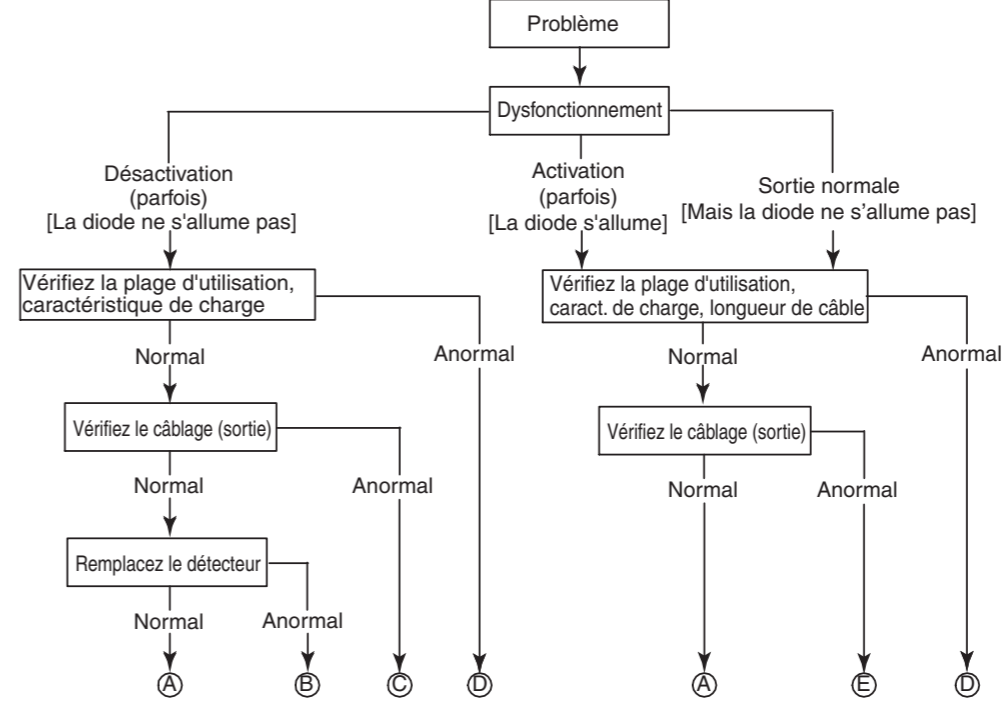 Problème
Dysfonctionnement
Désactivation
(parfois)
[La diode ne s'allume pas]
Activation
(parfois)
[La diode s'allume]
Sortie normale
[Mais la diode ne s’allume pas]
Vérifiez la plage d'utilisation,
caractéristique de charge
Vérifiez la plage d'utilisation,
caract. de charge, longueur de câble
Normal
Anormal
Normal
Anormal
Vérifiez le câblage (sortie)
Vérifiez le câblage (sortie)
Normal
Anormal
Normal
Anormal
Remplacez le détecteur
Normal
Anormal
A
B
C
D
A
E
D